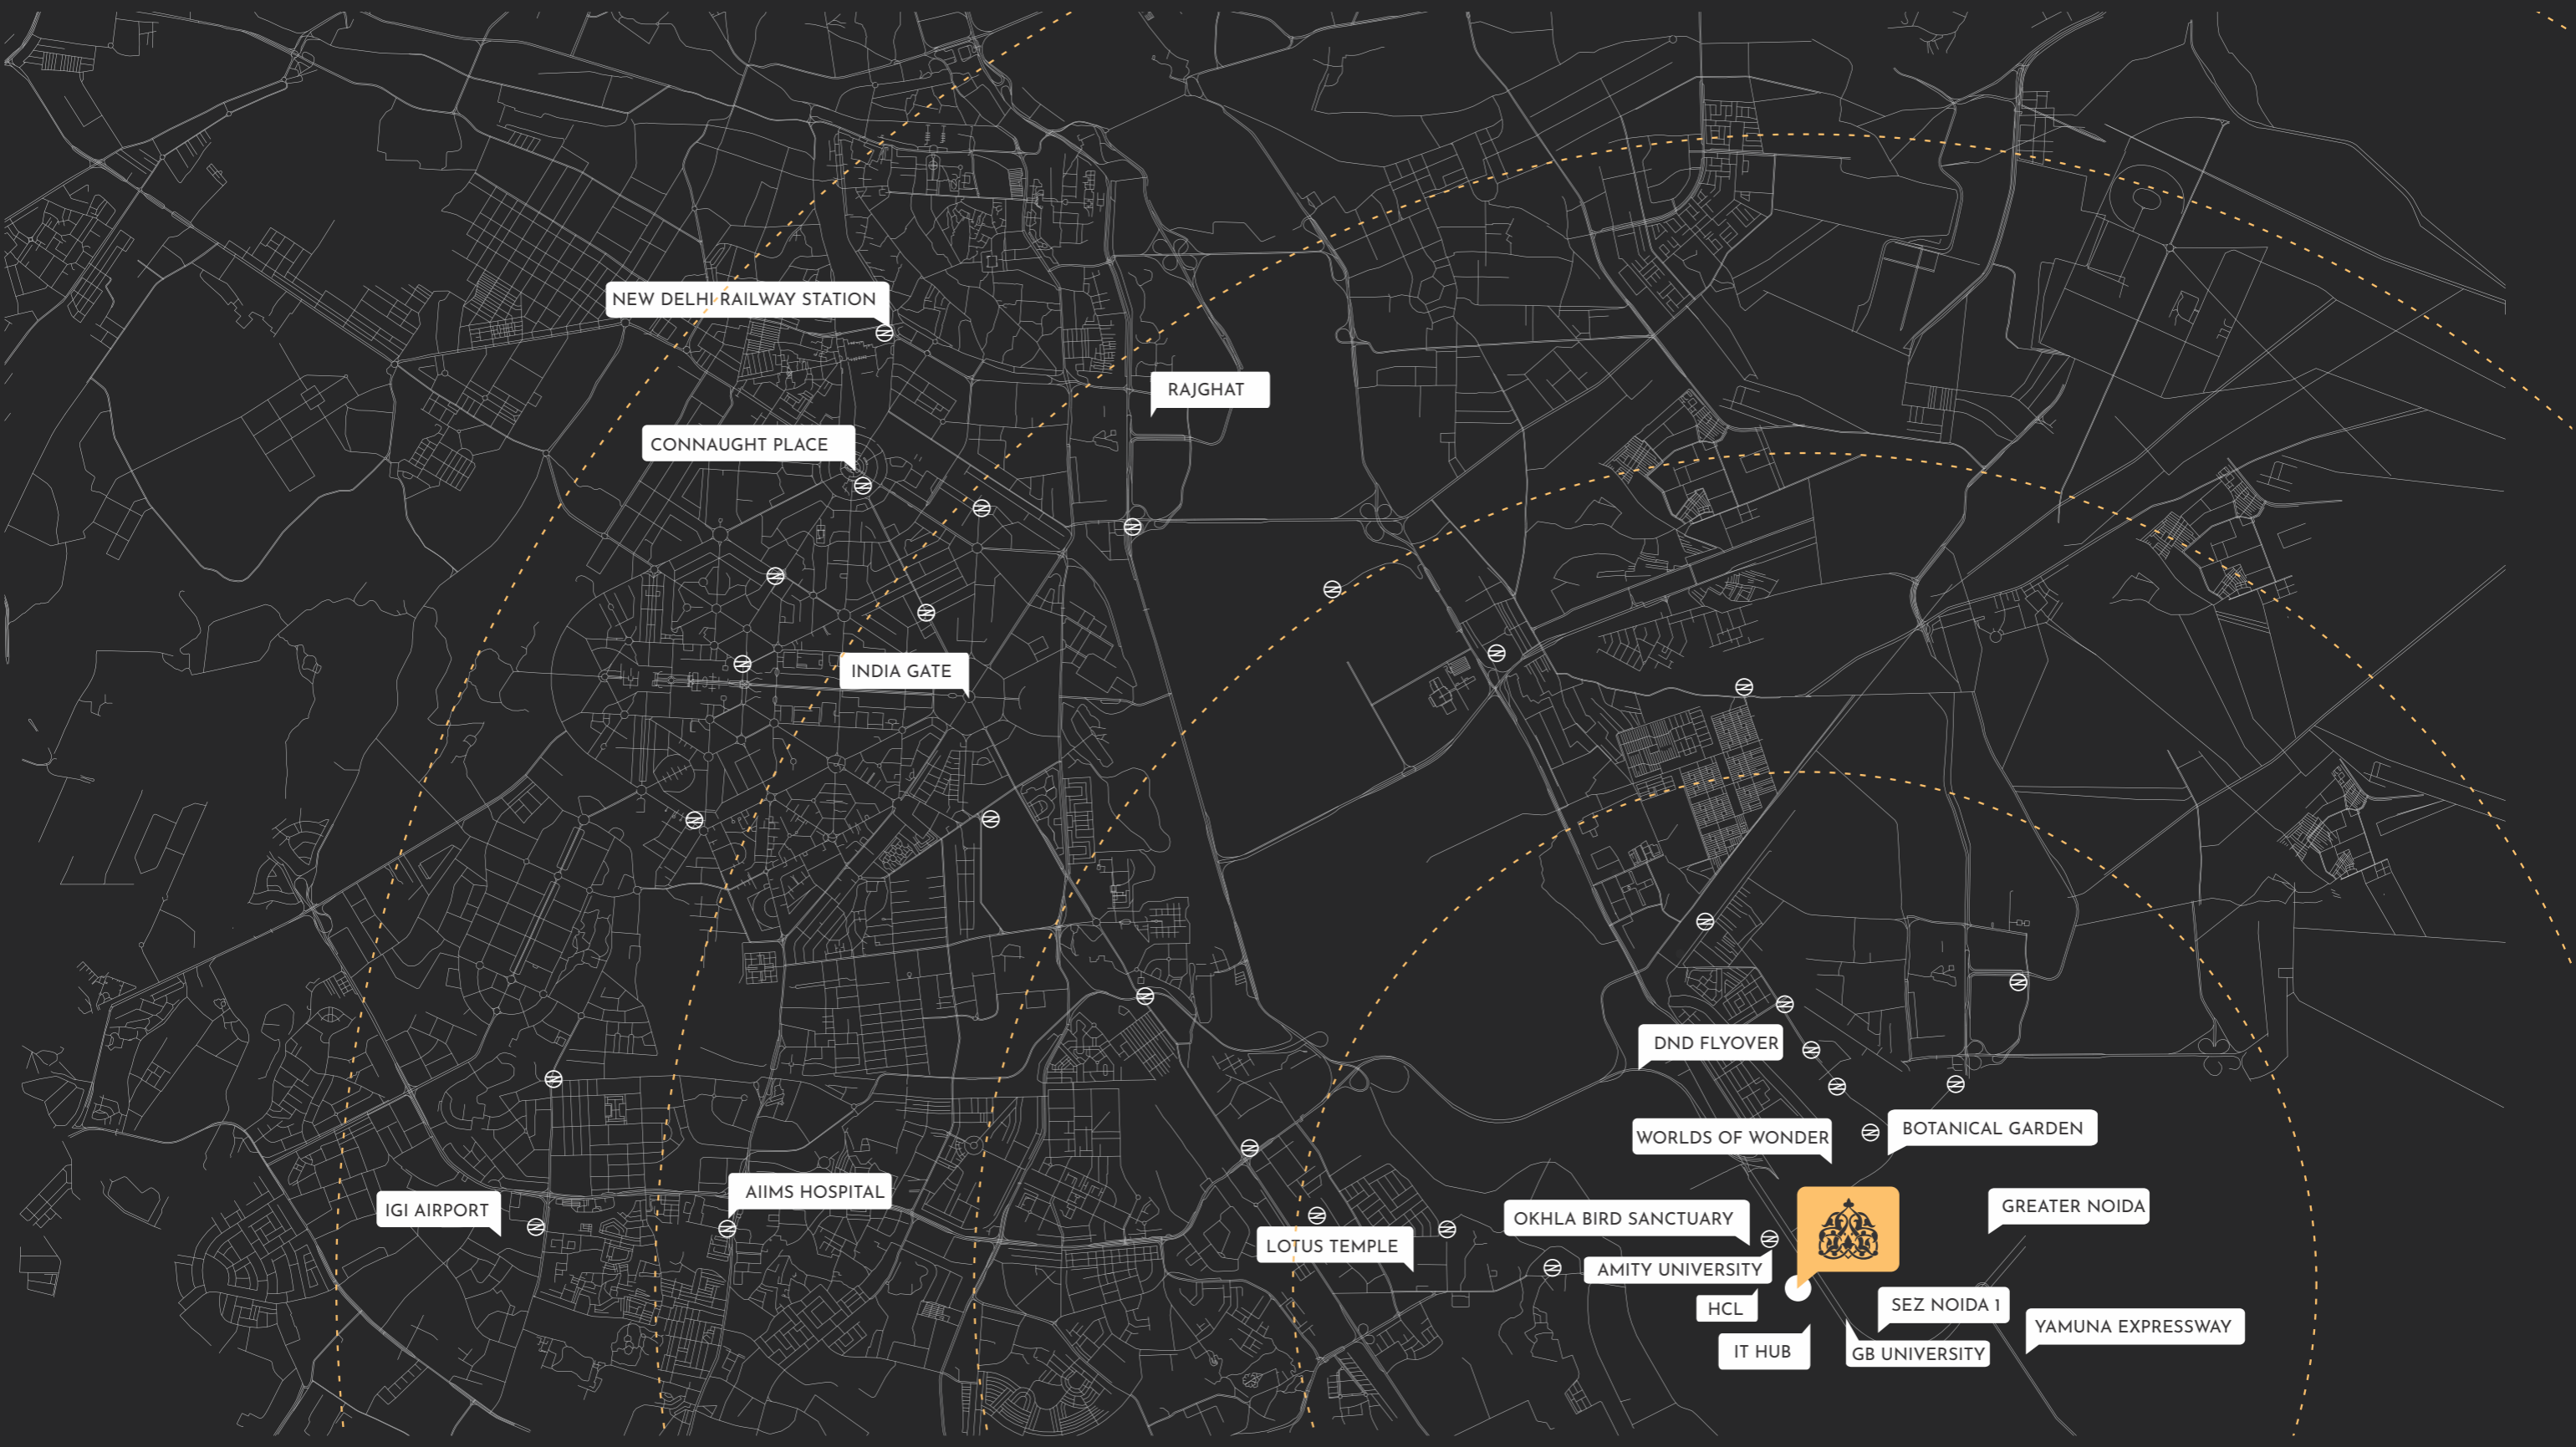 NEW DELHI RAILWAY STATION
RAJGHAT
CONNAUGHT PLACE
INDIA GATE
DND FLYOVER
BOTANICAL GARDEN
WORLDS OF WONDER
AIIMS HOSPITAL
IGI AIRPORT
GREATER NOIDA
OKHLA BIRD SANCTUARY
LOTUS TEMPLE
AMITY UNIVERSITY
HCL
SEZ NOIDA 1
YAMUNA EXPRESSWAY
IT HUB
GB UNIVERSITY